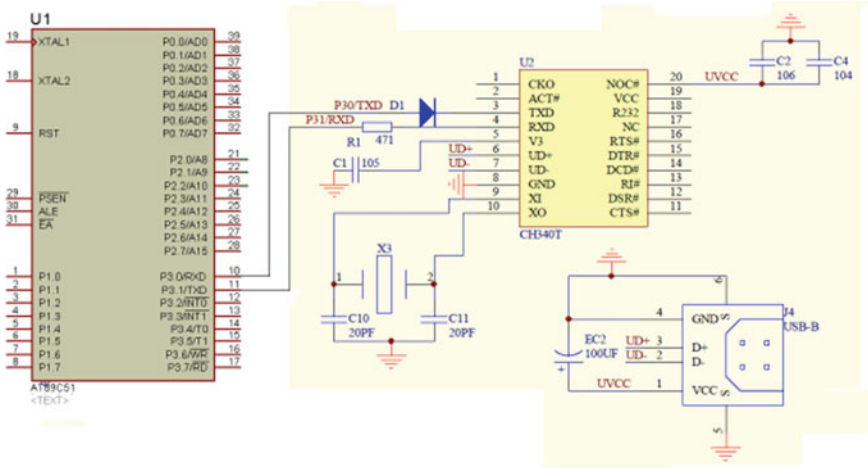 U1
19 XTAL1 P0.0/AD0 39
P0.1/AD1 38
P0.2/AD2 37
18 XTAL2 P0.3/AD3 36
P0.4/AD4 35
P0.5/AD5 34
P0.6/AD6 33
9 RST P0.7/AD7 32
P2.0/A8 21
P2.1/A9 22
P2.2/A10 23
29 PSEN P2.3/A11 24
30 ALE P2.4/A12 25
31 EA P2.5/A13 26
P2.6/A14 27
P2.7/A15 28
1 P1.0 P3.0/RXD 10
2 P1.1 P3.1/TXD 11
3 P1.2 P3.2/INT0 12
4 P1.3 P3.3/INT1 13
5 P1.4 P3.4/T0 14
6 P1.5 P3.5/T1 15
7 P1.6 P3.6/WR 16
8 P1.7 P3.7/RD 17
AT89C51
<TEXT>
P30/TXD D1
P31/RXD
R1 471
C1 105
UD+
UD-
U2
1 CKO NOC# 20 UVCC
2 ACT# VCC 19
3 TXD R232 18
4 RXD NC 17
5 V3 RTS# 16
6 UD+ DTR# 15
7 UD- DCD# 14
8 GND RI# 13
9 XI DSR# 12
10 XO CTS# 11
CH340T
C2 106
C4 104
X3
1 2
C10 20PF
C11 20PF
6
S
J4
USB-B
4 GND
UD+ 3 D+
UD- 2 D-
UVCC 1 VCC
S
5
EC2
100UF
+